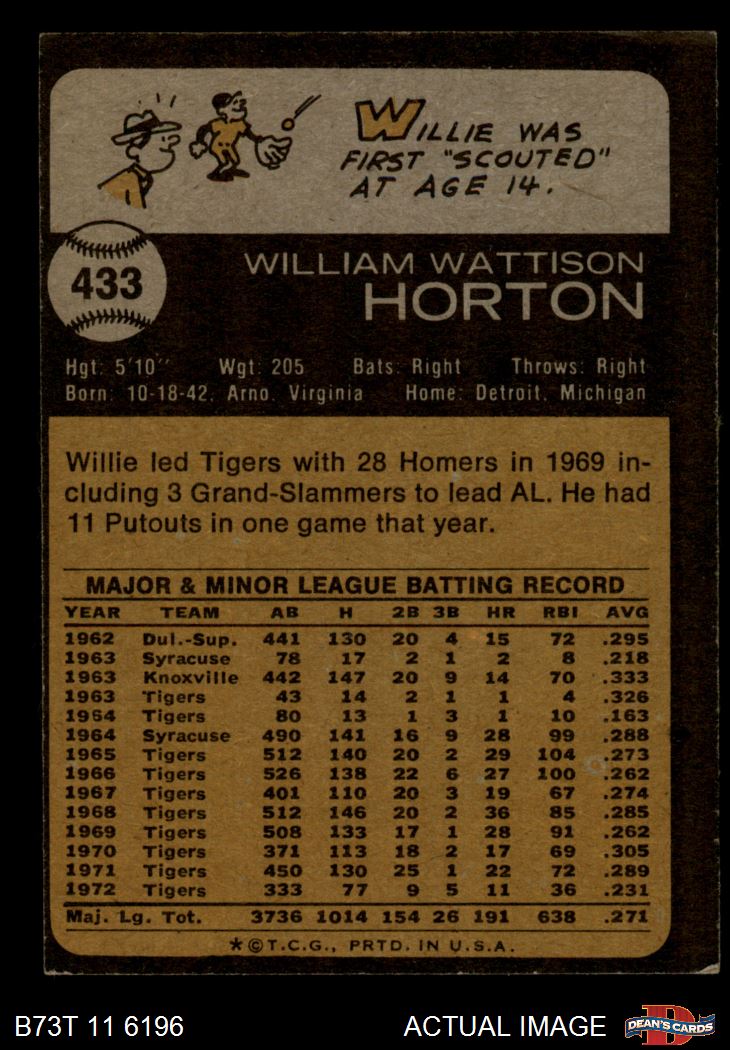 WILLIE WAS
FIRST "SCOUTED"
AT AGE 14.
433
WILLIAM WATTISON
HORTON
Hgt: 5'10" Wgt: 205 Bats: Right Throws: Right
Born: 10-18-42, Arno, Virginia Home: Detroit, Michigan
Willie led Tigers with 28 Homers in 1969 in-
cluding 3 Grand-Slammers to lead AL. He had
11 Putouts in one game that year.
MAJOR & MINOR LEAGUE BATTING RECORD
YEAR TEAM AB H 2B 3B HR RBI AVG
1962 Dul.-Sup. 441 130 20 4 15 72 .295
1963 Syracuse 78 17 2 1 2 8 .218
1963 Knoxville 442 147 20 9 14 70 .333
1963 Tigers 43 14 2 1 1 4 .326
1964 Tigers 80 13 1 3 1 10 .163
1964 Syracuse 490 141 16 9 28 99 .288
1965 Tigers 512 140 20 2 29 104 .273
1966 Tigers 526 138 22 6 27 100 .262
1967 Tigers 401 110 20 3 19 67 .274
1968 Tigers 512 146 20 2 36 85 .285
1969 Tigers 508 133 17 1 28 91 .262
1970 Tigers 371 113 18 2 17 69 .305
1971 Tigers 450 130 25 1 22 72 .289
1972 Tigers 333 77 9 5 11 36 .231
Maj. Lg. Tot. 3736 1014 154 26 191 638 .271
*©T.C.G., PRTD. IN U.S.A.
B73T 11 6196 ACTUAL IMAGE DEAN'S CARDS